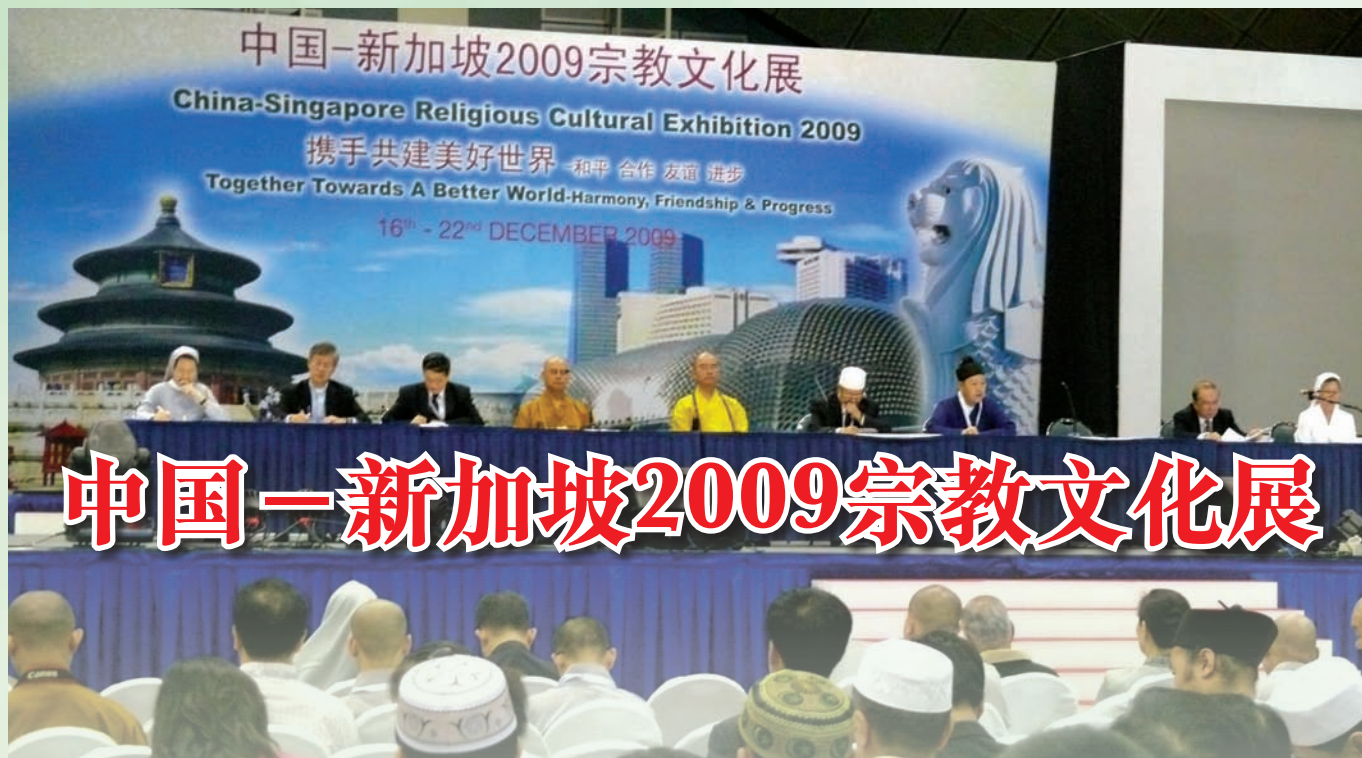 中国-新加坡2009宗教文化展
China-Singapore Religious Cultural Exhibition 2009
携手共建美好世界-和平 合作 友谊 进步
Together Towards A Better World-Harmony, Friendship & Progress
16th - 22nd DECEMBER 2009
中国－新加坡2009宗教文化展
Canon